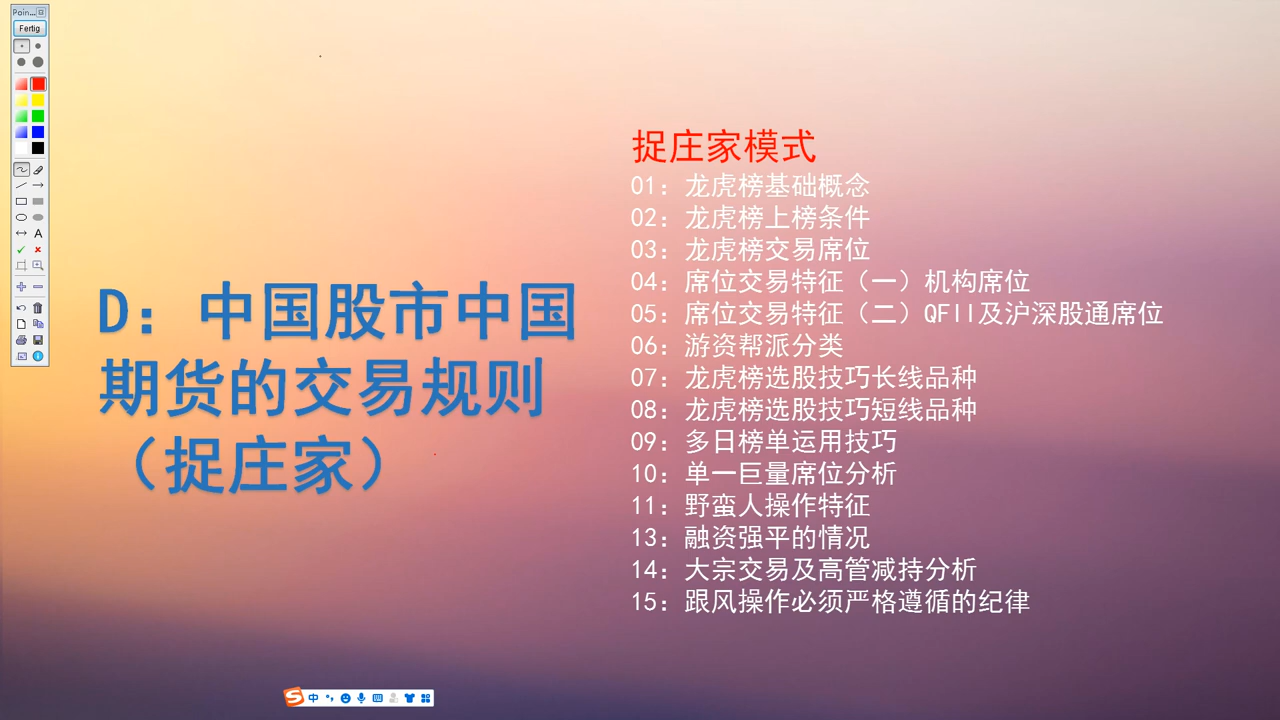 Poin...
Fertig
A
D：中国股市中国
期货的交易规则
（捉庄家）
捉庄家模式
01：龙虎榜基础概念
02：龙虎榜上榜条件
03：龙虎榜交易席位
04：席位交易特征（一）机构席位
05：席位交易特征（二）QFII及沪深股通席位
06：游资帮派分类
07：龙虎榜选股技巧长线品种
08：龙虎榜选股技巧短线品种
09：多日榜单运用技巧
10：单一巨量席位分析
11：野蛮人操作特征
13：融资强平的情况
14：大宗交易及高管减持分析
15：跟风操作必须严格遵循的纪律
S 中